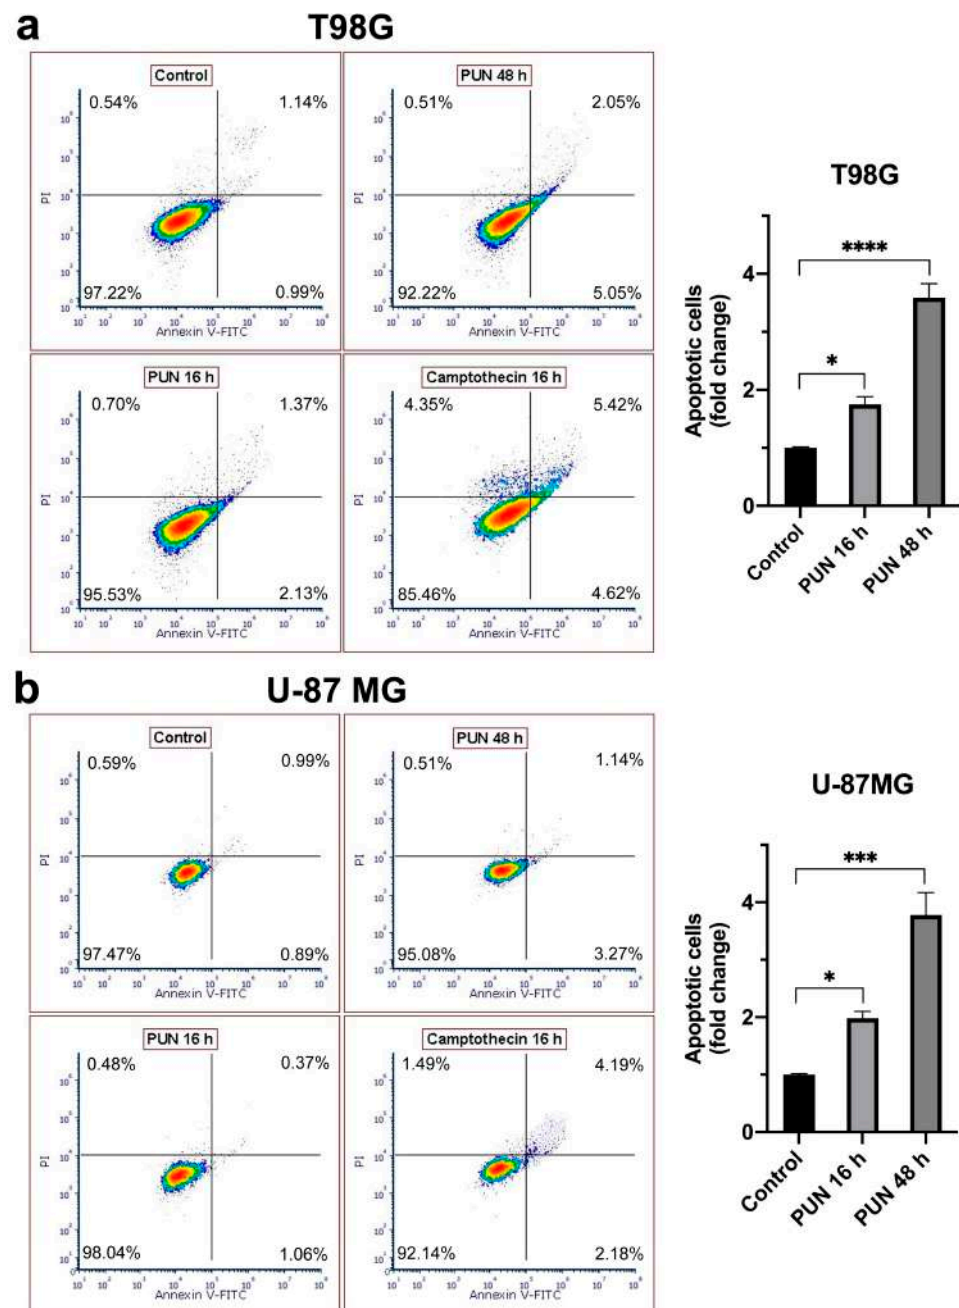 a
T98G
Control
0.54%
1.14%
97.22%
0.99%
PI
Annexin V-FITC
PUN 48 h
0.51%
2.05%
92.22%
5.05%
PI
Annexin V-FITC
PUN 16 h
0.70%
1.37%
95.53%
2.13%
PI
Annexin V-FITC
Camptothecin 16 h
4.35%
5.42%
85.46%
4.62%
PI
Annexin V-FITC
T98G
Apoptotic cells
(fold change)
4
2
0
****
*
Control
PUN 16 h
PUN 48 h
b
U-87 MG
Control
0.59%
0.99%
97.47%
0.89%
PI
Annexin V-FITC
PUN 48 h
0.51%
1.14%
95.08%
3.27%
PI
Annexin V-FITC
PUN 16 h
0.48%
0.37%
98.04%
1.06%
PI
Annexin V-FITC
Camptothecin 16 h
1.49%
4.19%
92.14%
2.18%
PI
Annexin V-FITC
U-87MG
Apoptotic cells
(fold change)
4
2
0
***
*
Control
PUN 16 h
PUN 48 h